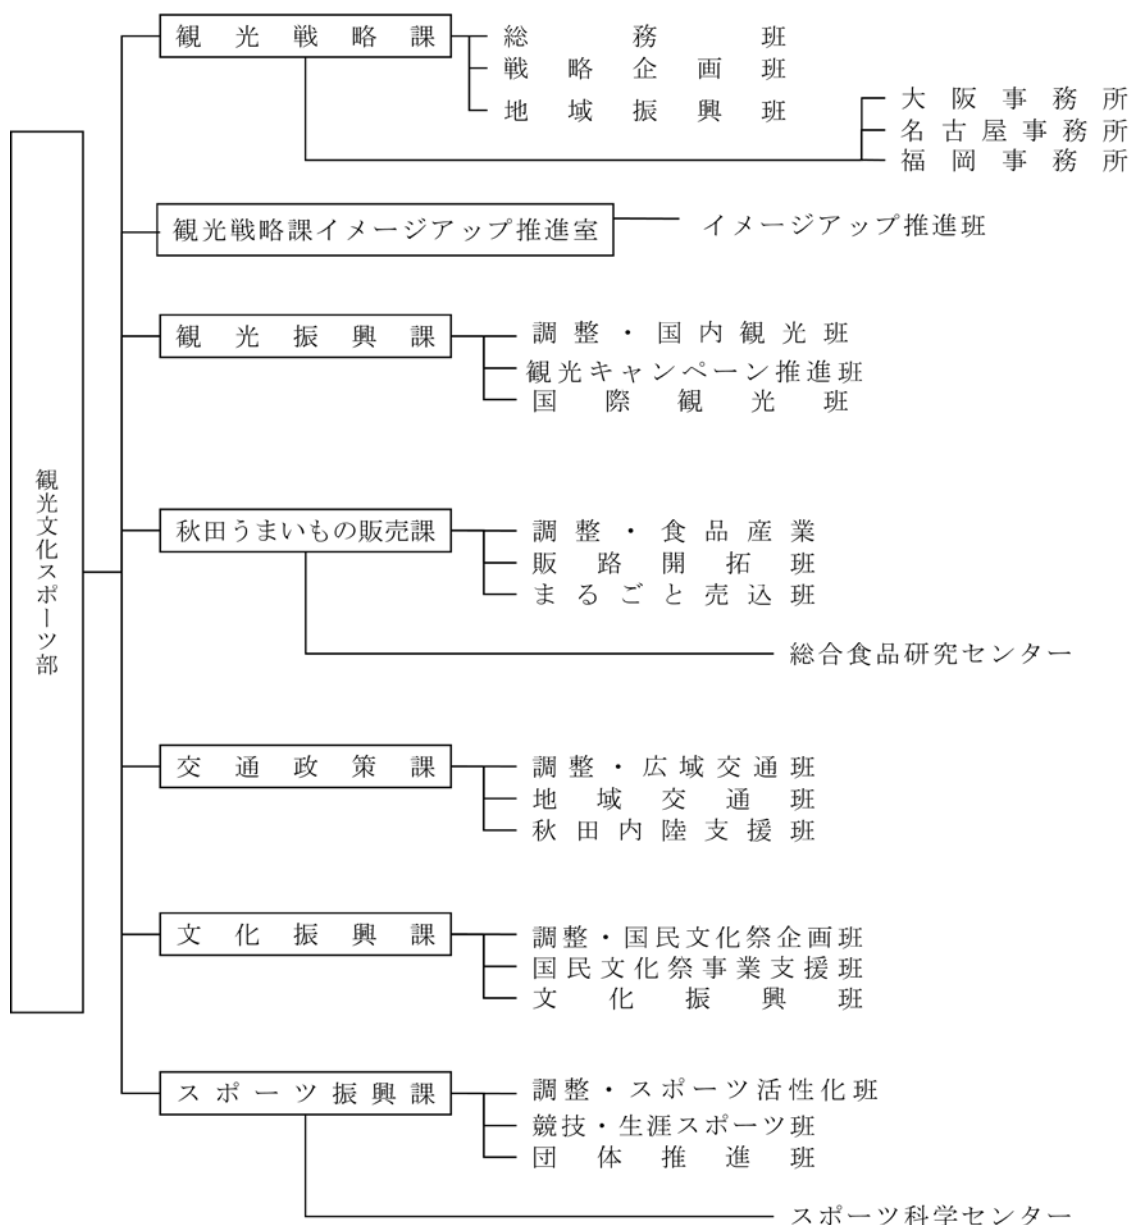 観光文化スポーツ部
観光戦略課
総務班
戦略企画班
地域振興班
大阪事務所
名古屋事務所
福岡事務所
観光戦略課イメージアップ推進室
イメージアップ推進班
観光振興課
調整・国内観光班
観光キャンペーン推進班
国際観光班
秋田うまいもの販売課
調整・食品産業
販路開拓班
まるごと売込班
総合食品研究センター
交通政策課
調整・広域交通班
地域交通班
秋田内陸支援班
文化振興課
調整・国民文化祭企画班
国民文化祭事業支援班
文化振興班
スポーツ振興課
調整・スポーツ活性化班
競技・生涯スポーツ班
団体推進班
スポーツ科学センター